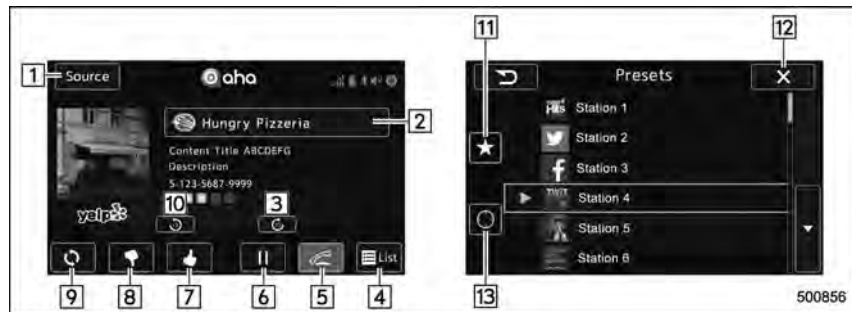 11
12
1
Source
aha
Presets
X
Hungry Pizzeria
2
Station 1
Content Title ABCDEFG
Description
Station 2
5-123-5687-9999
Station 3
10
3
yelp
Station 4
Station 5
List
Station 6
9
8
7
6
5
4
13
500856